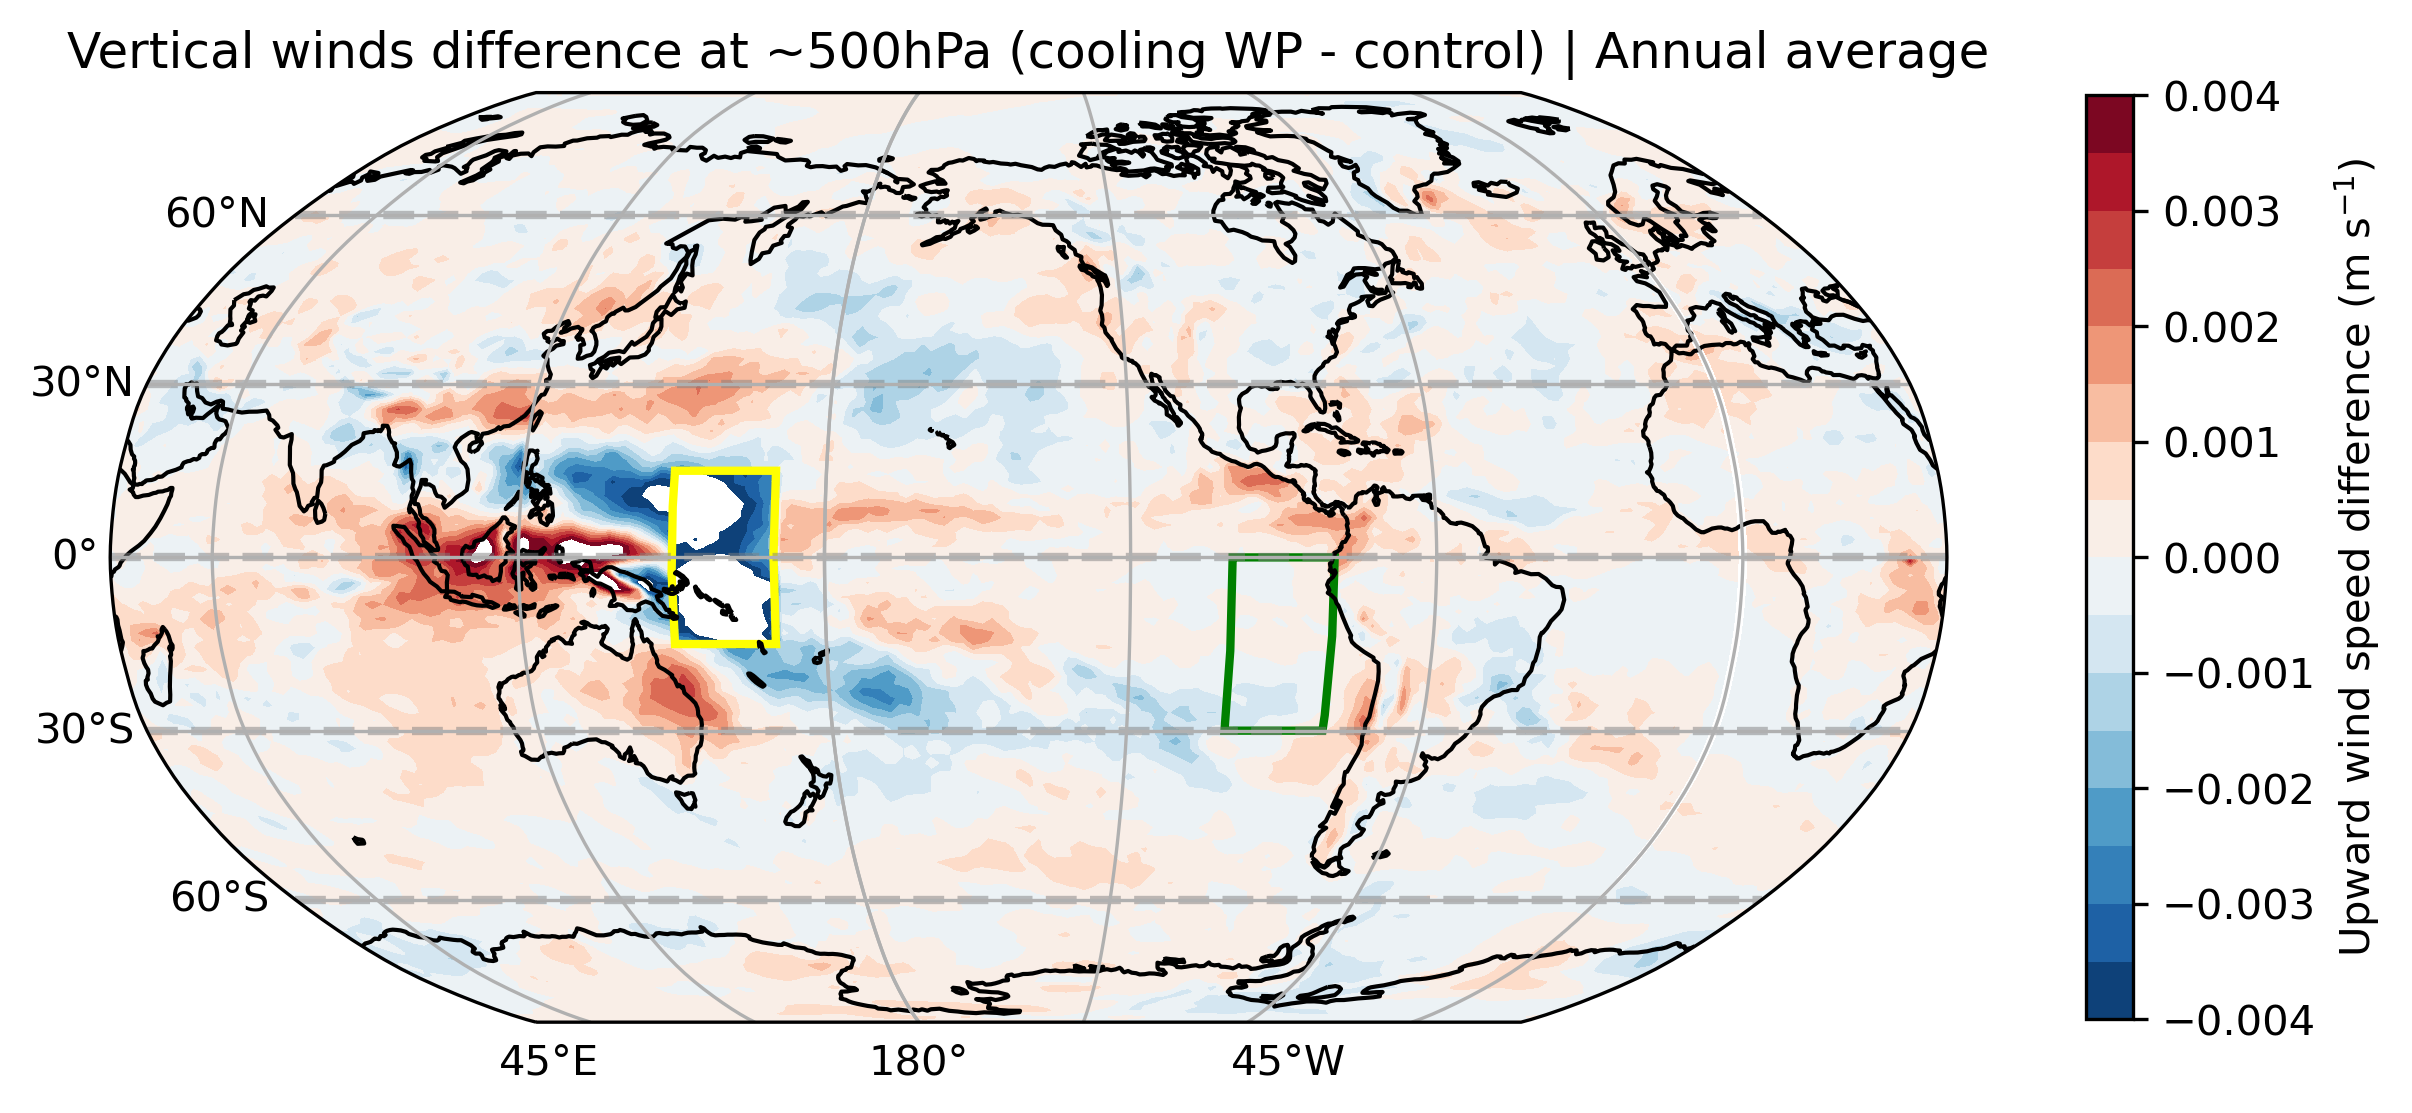 Vertical winds difference at ~500hPa (cooling WP - control) | Annual average
60°N
30°N
0°
30°S
60°S
45°E
180°
45°W
0.004
0.003
0.002
0.001
0.000
−0.001
−0.002
−0.003
−0.004
Upward wind speed difference (m s⁻¹)